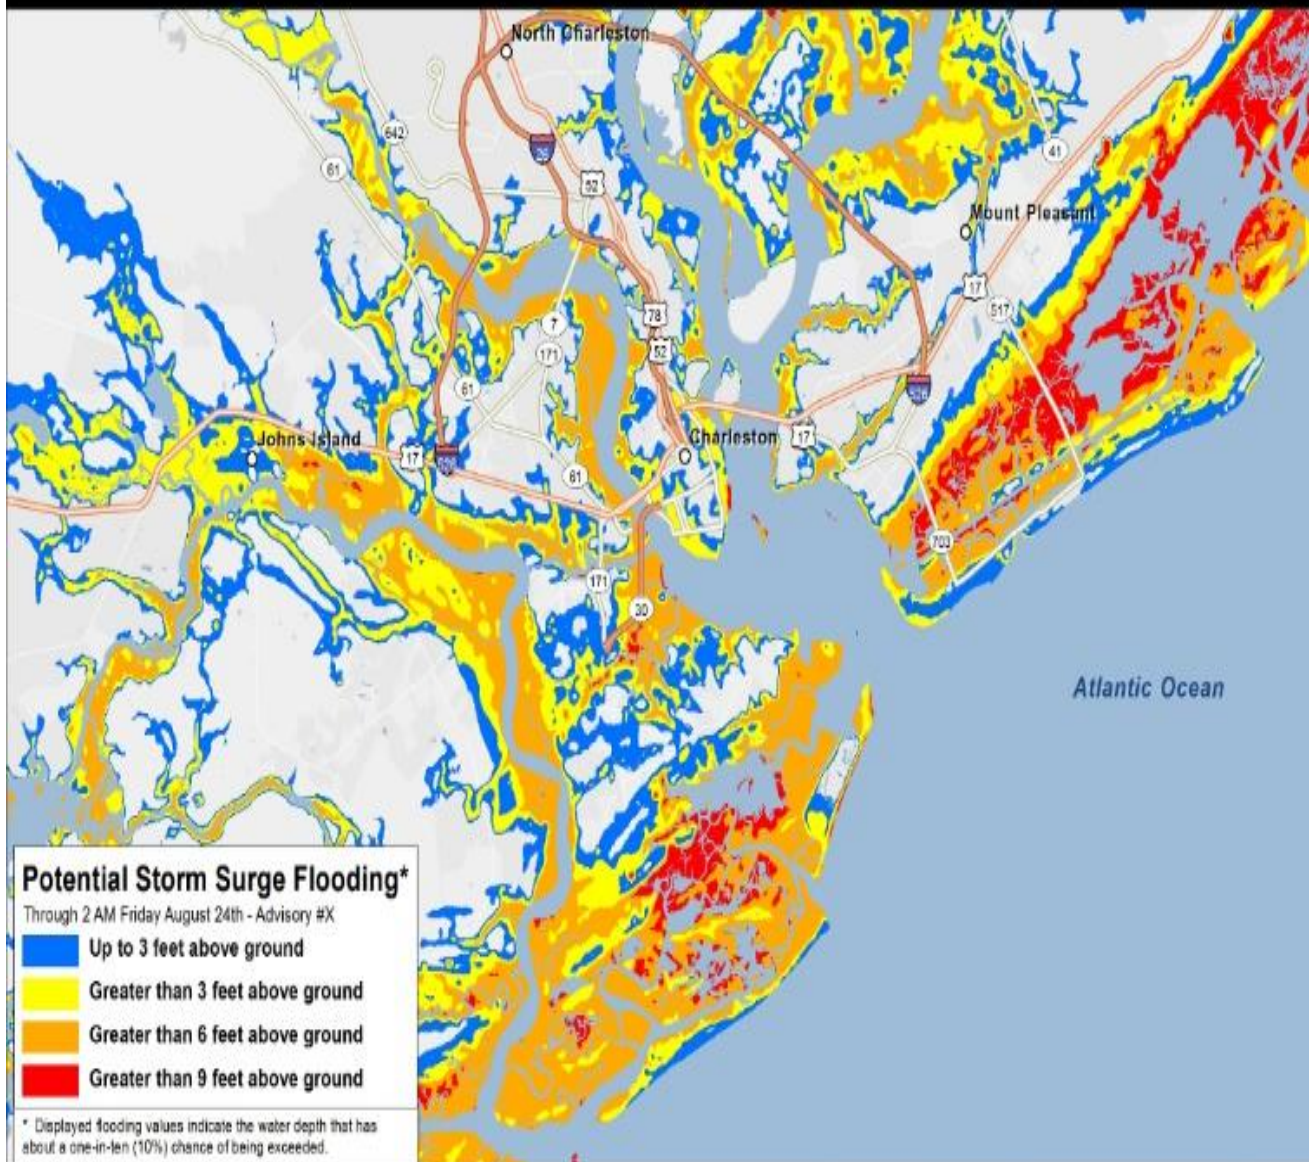 North Charleston
642
61
26
52
41
Mount Pleasant
17
517
78
7
171
52
61
526
Johns Island
17
Charleston
17
61
703
171
30
Atlantic Ocean
Potential Storm Surge Flooding*
Through 2 AM Friday August 24th - Advisory #X
Up to 3 feet above ground
Greater than 3 feet above ground
Greater than 6 feet above ground
Greater than 9 feet above ground
* Displayed flooding values indicate the water depth that has
about a one-in-ten (10%) chance of being exceeded.